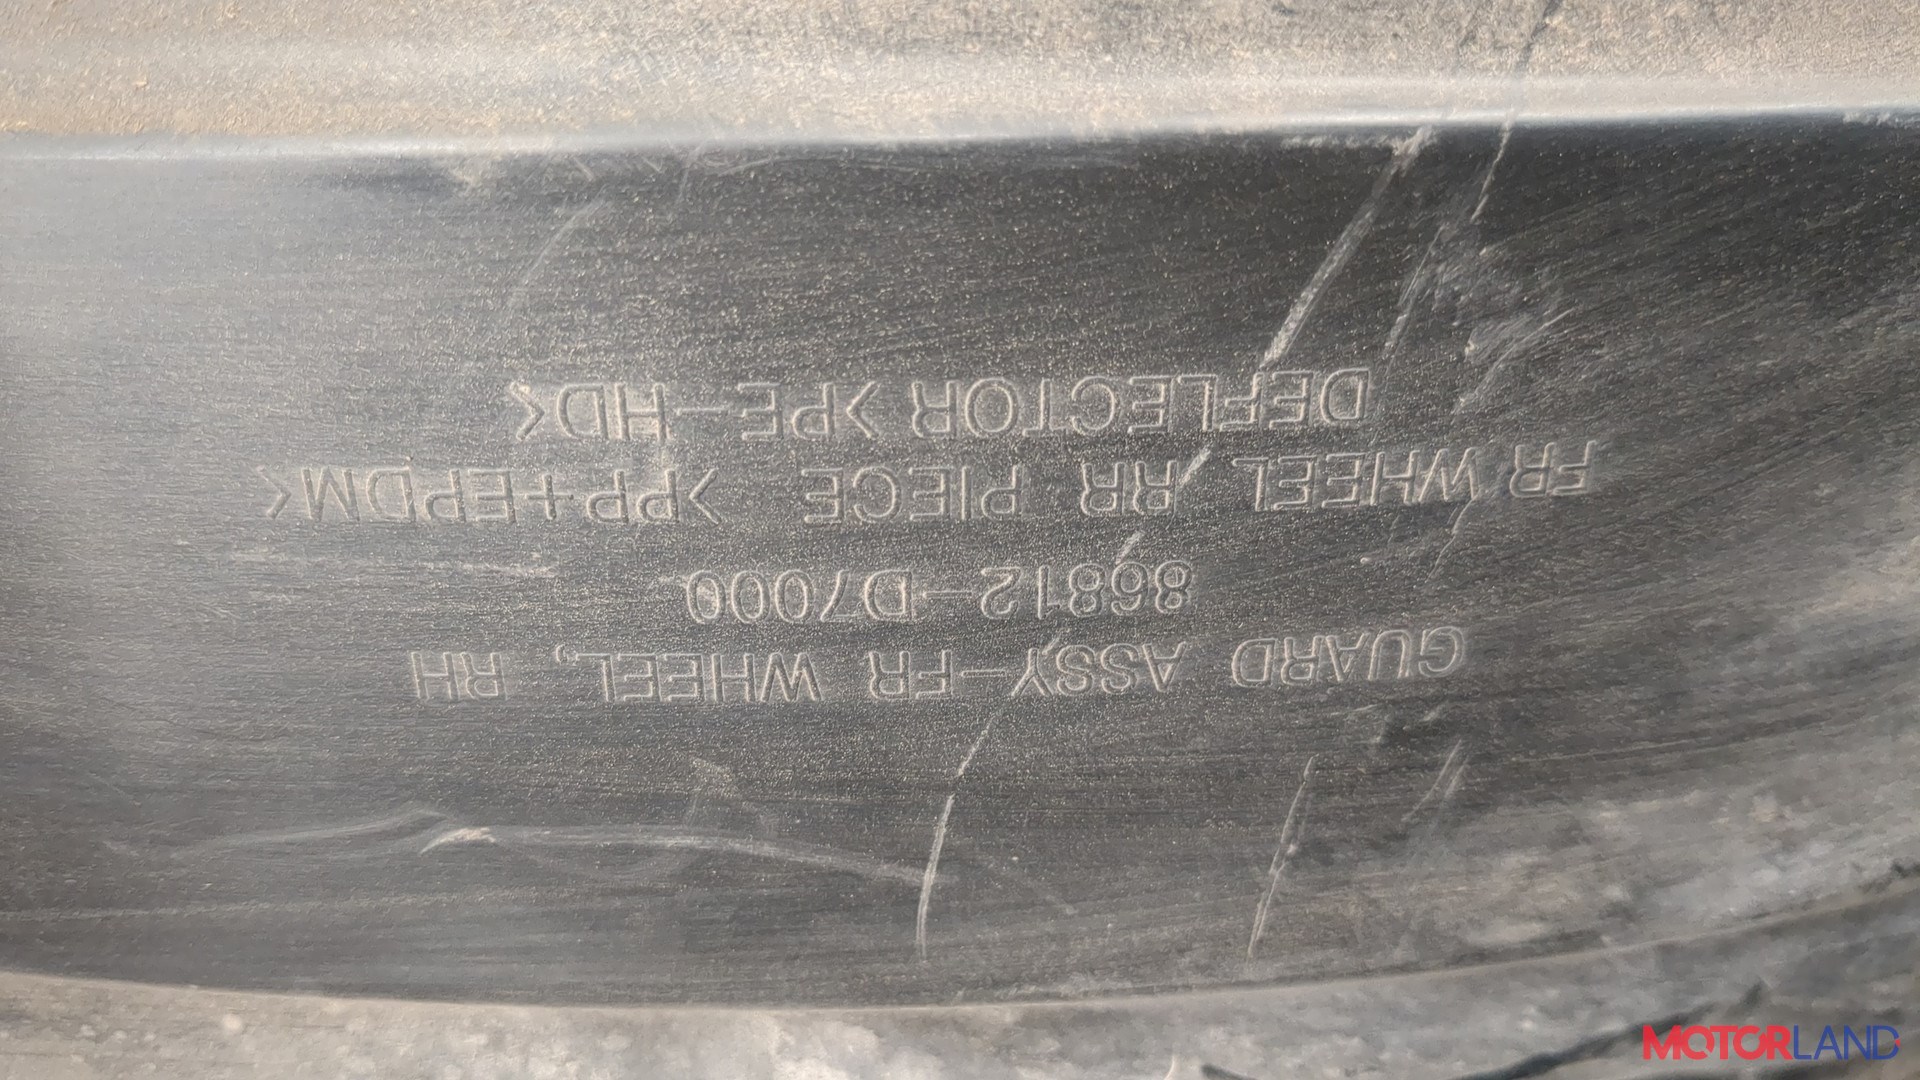 GUARD ASSY-FR WHEEL, RH
86812-D7000
FR WHEEL RR PIECE >PP+EPDM<
DEFLECTOR >PE-HD<
MOTORLAND